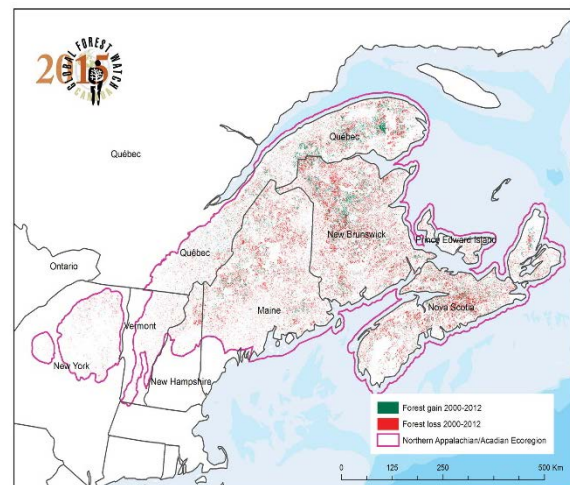 2015
GLOBAL FOREST WATCH
CANADA
Québec
Québec
Québec
New Brunswick
Prince Edward Island
Ontario
Maine
Nova Scotia
Vermont
New York
New Hampshire
Forest gain 2000-2012
Forest loss 2000-2012
Northern Appalachian/Acadian Ecoregion
0 125 250 500 Km